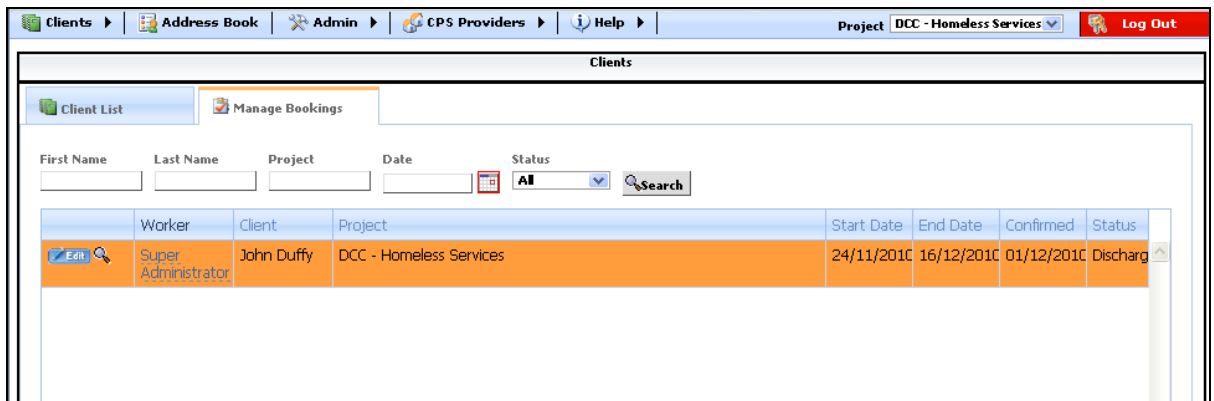 Clients Address Book Admin CPS Providers Help Project DCC - Homeless Services Log Out
Clients
Client List Manage Bookings
First Name Last Name Project Date Status
All Search
Worker Client Project Start Date End Date Confirmed Status
Edit Super John Duffy DCC - Homeless Services 24/11/2010 16/12/2010 01/12/2010 Discharg
Administrator